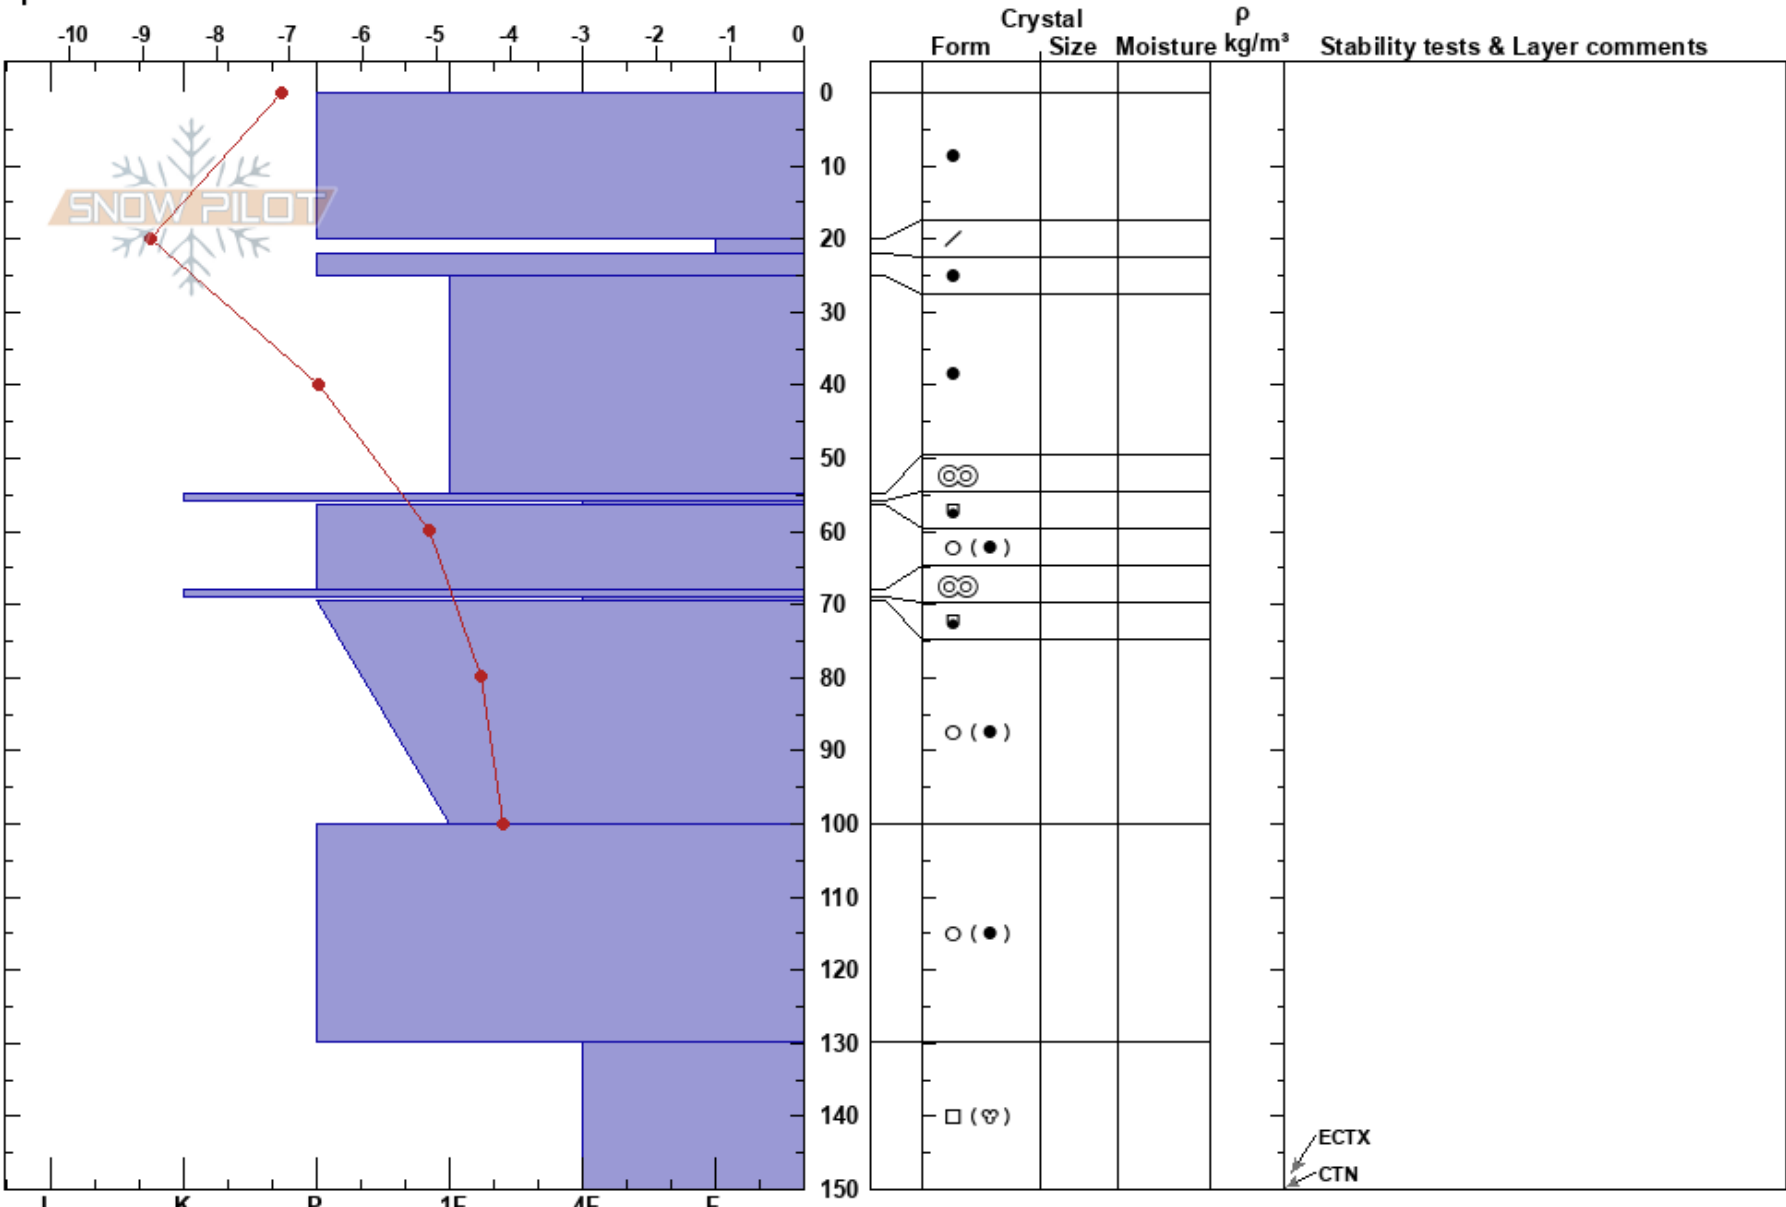 Crystal ρ
-10 -9 -8 -7 -6 -5 -4 -3 -2 -1 0 Form Size Moisture kg/m³ Stability tests & Layer comments
0
10
SNOW PILOT
20
30
40
50
60
70
80
90
100
110
120
130
140
ECTX
CTN
150
I K P 1F 4F F